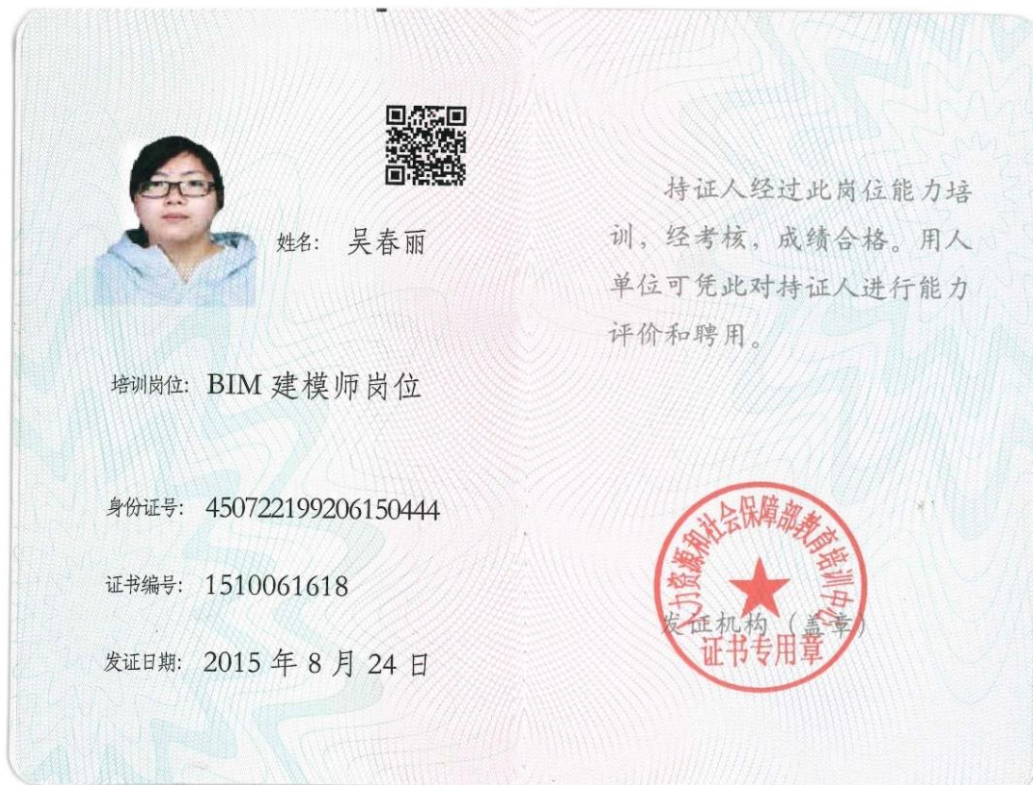 姓名: 吴春丽
培训岗位: BIM 建模师岗位
身份证号: 450722199206150444
证书编号: 1510061618
发证日期: 2015 年 8 月 24 日
持证人经过此岗位能力培
训，经考核，成绩合格。用人
单位可凭此对持证人进行能力
评价和聘用。
人力资源和社会保障部教育培训中心
发证机构（盖章）
证书专用章